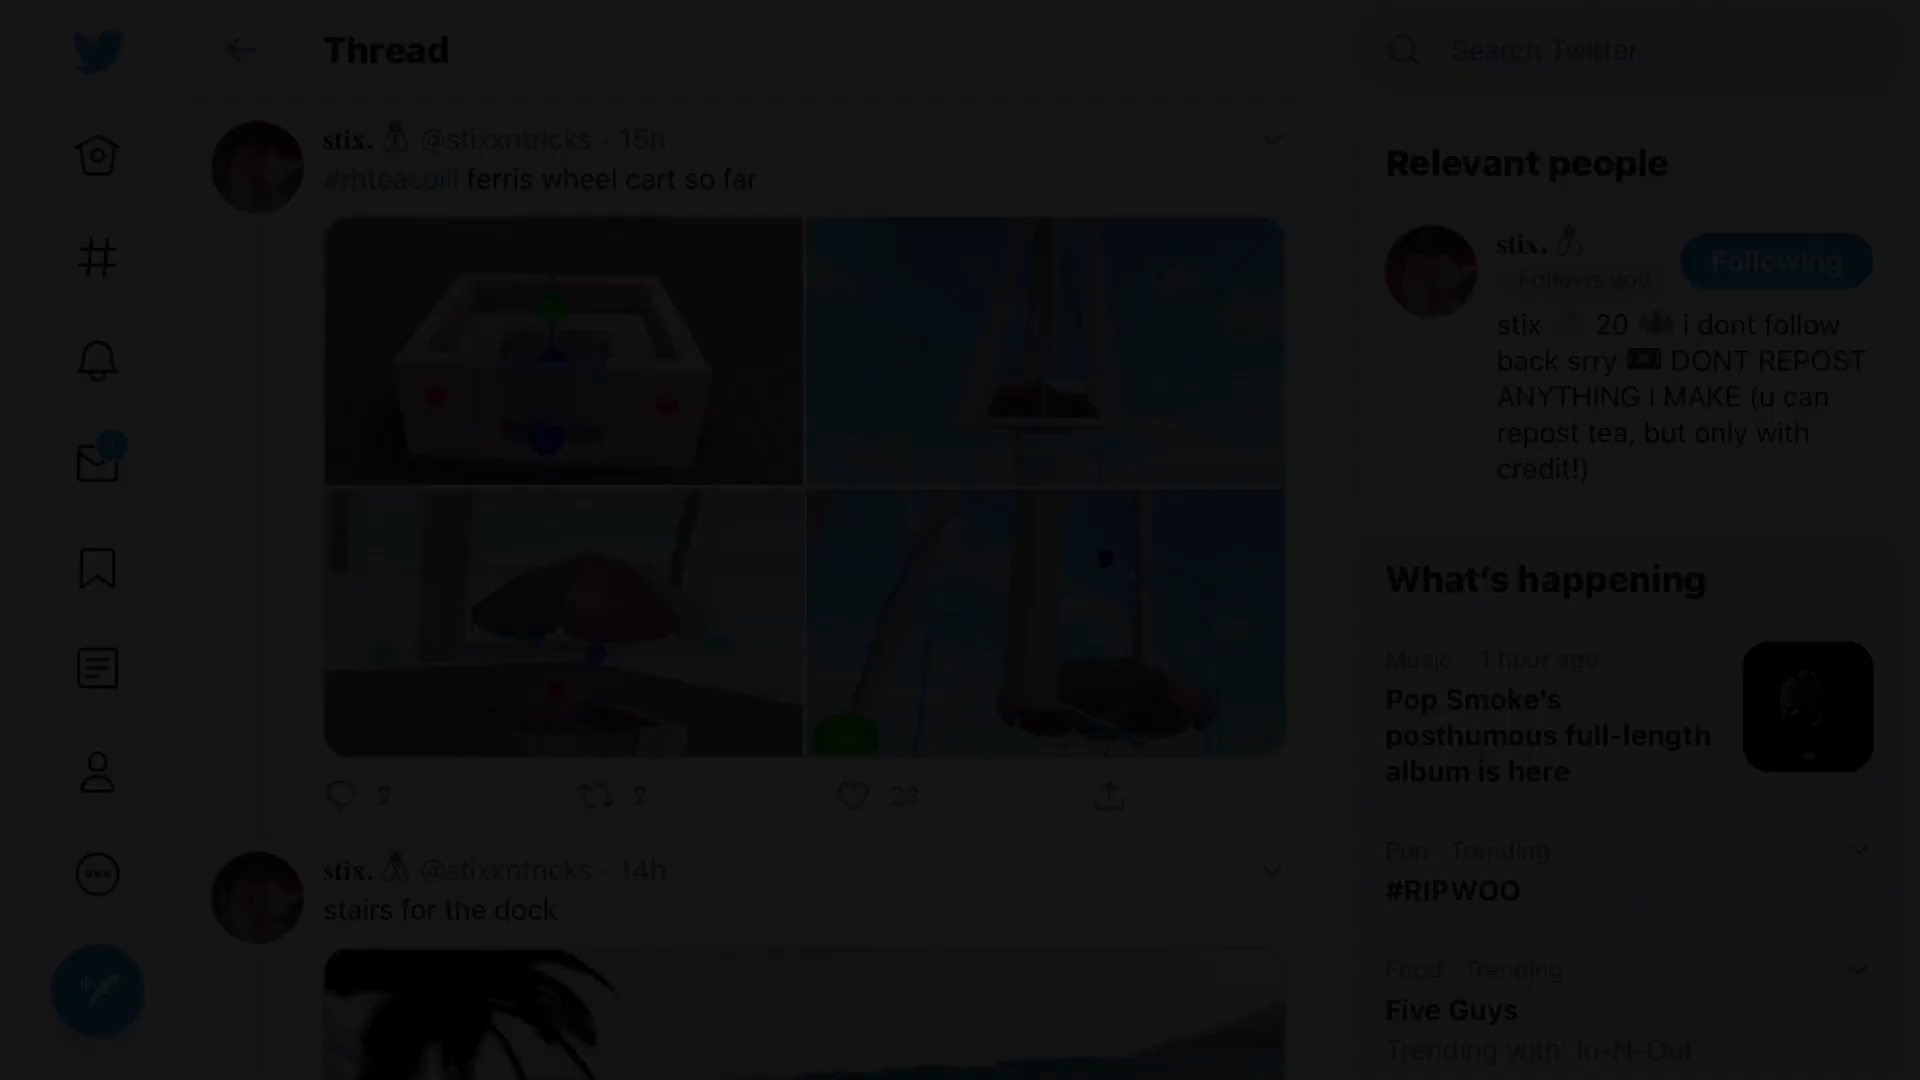 Thread
Search Twitter
stix. @stixxntricks · 15h
#rhteaspill ferris wheel cart so far
2
2
23
stix. @stixxntricks · 14h
stairs for the dock
Relevant people
stix.
Follows you
Following
stix 20 i dont follow
back srry DONT REPOST
ANYTHING I MAKE (u can
repost tea, but only with
credit!)
What's happening
Music · 1 hour ago
Pop Smoke's
posthumous full-length
album is here
Pup · Trending
#RIPWOO
Food · Trending
Five Guys
Trending with: In-N-Out